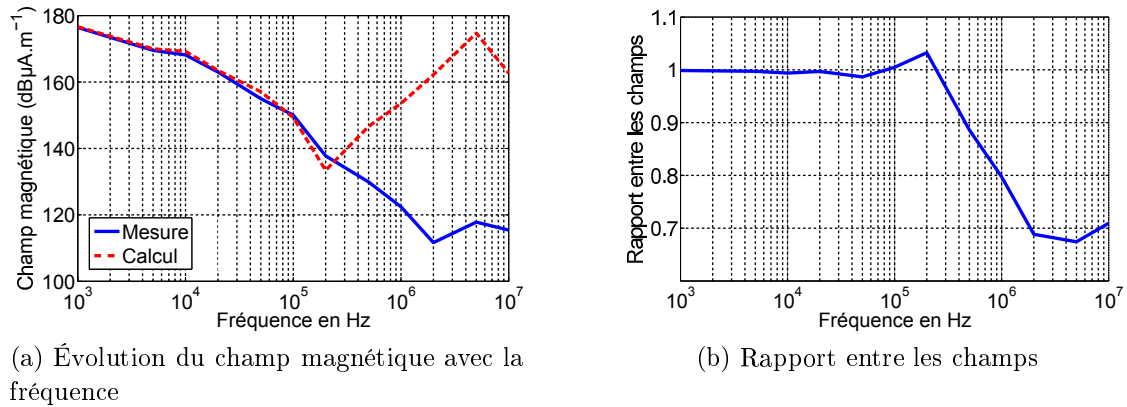 Champ magnétique (dBµA.m⁻¹)
180
160
140
120
100
Mesure
Calcul
10³ 10⁴ 10⁵ 10⁶ 10⁷
Fréquence en Hz
(a) Évolution du champ magnétique avec la
fréquence
Rapport entre les champs
1.1
1
0.9
0.8
0.7
10³ 10⁴ 10⁵ 10⁶ 10⁷
Fréquence en Hz
(b) Rapport entre les champs